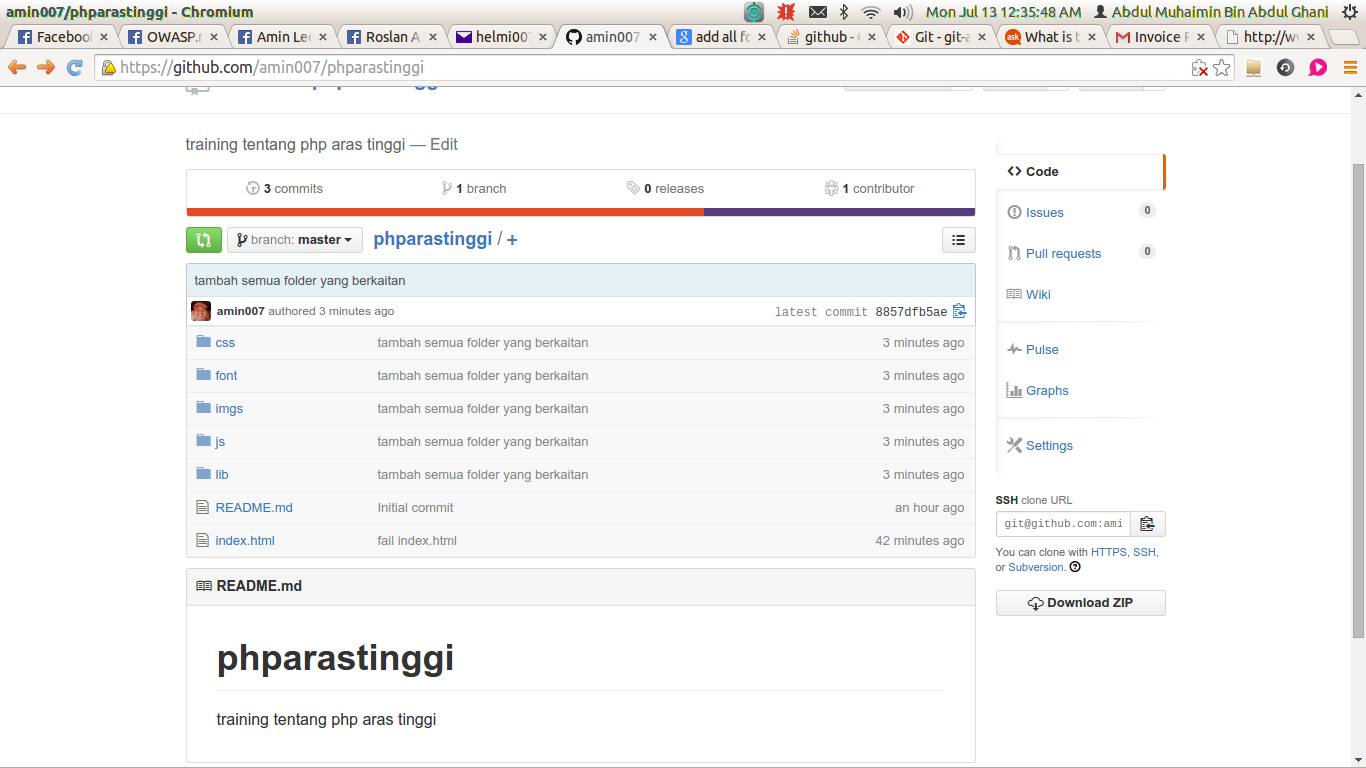 amin007/phparastinggi - Chromium
Mon Jul 13 12:35:48 AM Abdul Muhaimin Bin Abdul Ghani
Facebook OWASP. Amin Le Roslan A helmi00 amin007 add all fo github - Git - git-a What is t Gmail Invoice http://w
https://github.com/amin007/phparastinggi
training tentang php aras tinggi — Edit
3 commits 1 branch 0 releases 1 contributor
branch: master phparastinggi / +
tambah semua folder yang berkaitan
amin007 authored 3 minutes ago latest commit 8857dfb5ae
css tambah semua folder yang berkaitan 3 minutes ago
font tambah semua folder yang berkaitan 3 minutes ago
imgs tambah semua folder yang berkaitan 3 minutes ago
js tambah semua folder yang berkaitan 3 minutes ago
lib tambah semua folder yang berkaitan 3 minutes ago
README.md Initial commit an hour ago
index.html fail index.html 42 minutes ago
README.md
phparastinggi
training tentang php aras tinggi
Code
Issues 0
Pull requests 0
Wiki
Pulse
Graphs
Settings
SSH clone URL
git@github.com:ami
You can clone with HTTPS, SSH,
or Subversion.
Download ZIP